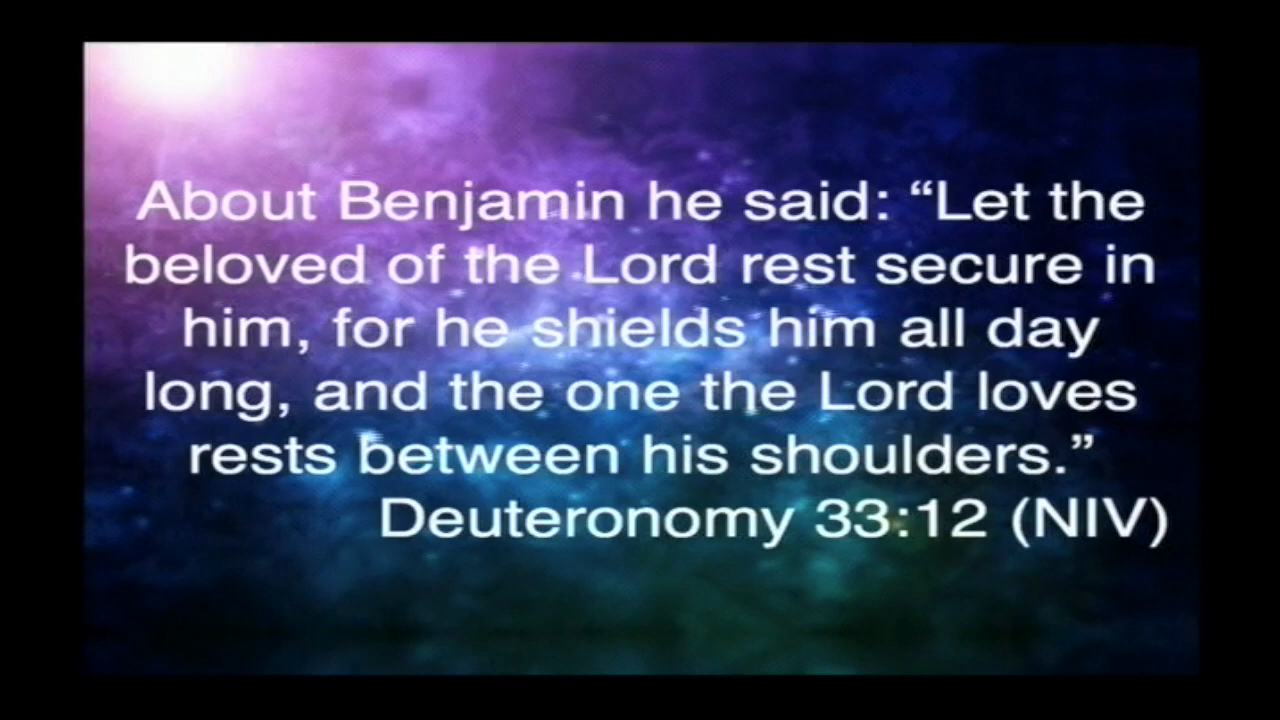 About Benjamin he said: “Let the
beloved of the Lord rest secure in
him, for he shields him all day
long, and the one the Lord loves
rests between his shoulders.”
Deuteronomy 33:12 (NIV)